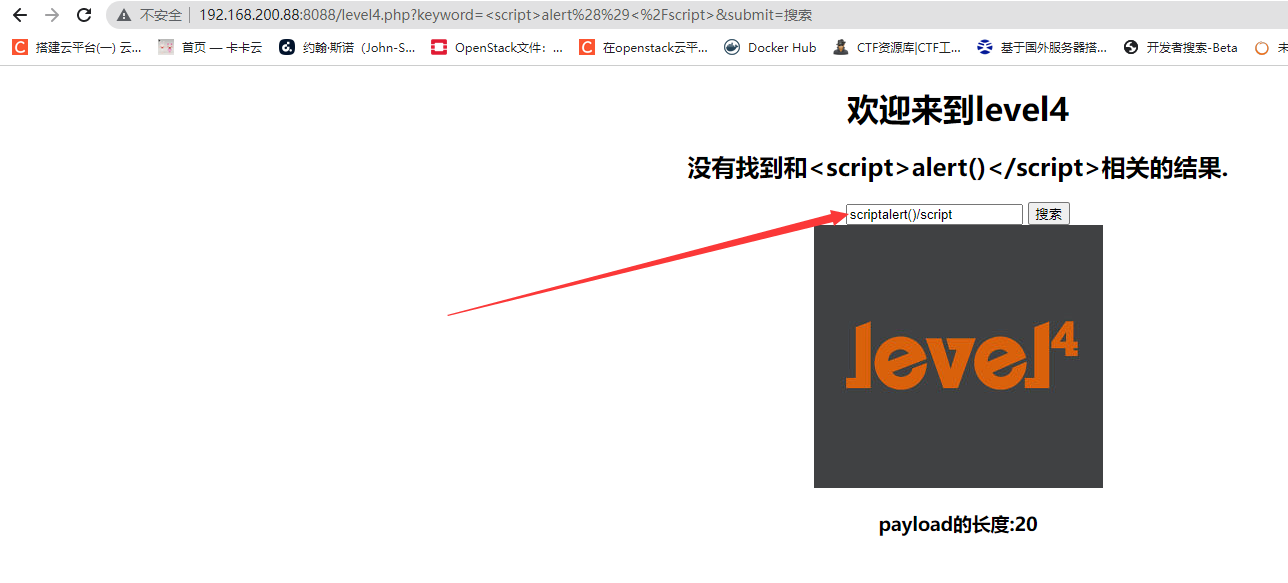 不安全 192.168.200.88:8088/level4.php?keyword=<script>alert%28%29<%2Fscript>&submit=搜索
搭建云平台(一) 云... 首页 — 卡卡云 约翰·斯诺（John-S... OpenStack文件：... 在openstack云平... Docker Hub CTF资源库|CTF工... 基于国外服务器搭... 开发者搜索-Beta 未
欢迎来到level4
没有找到和<script>alert()</script>相关的结果.
scriptalert()/script 搜索
level4
payload的长度:20